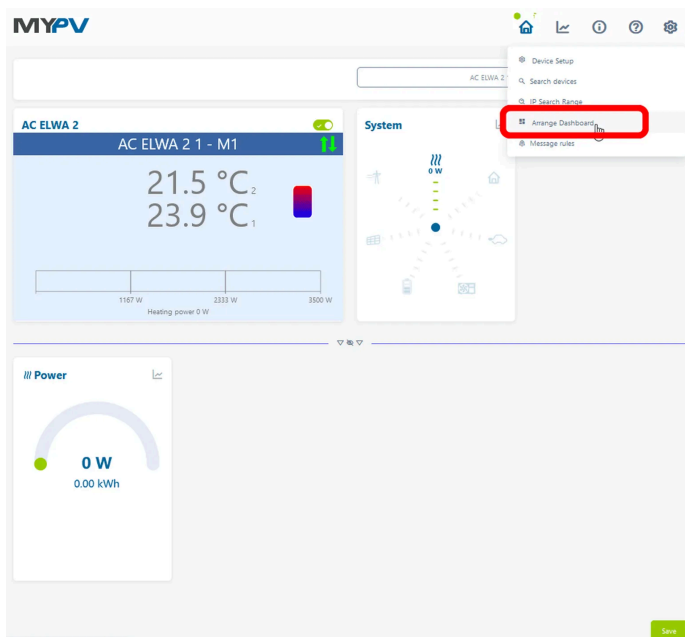 MYPV
Device Setup
AC ELWA 2
Search devices
IP Search Range
Arrange Dashboard
Message rules
AC ELWA 2
AC ELWA 2 1 - M1
21.5 °C 2
23.9 °C 1
1167 W 2333 W 3500 W
Heating power 0 W
System
0 W
Power
0 W
0.00 kWh
Save